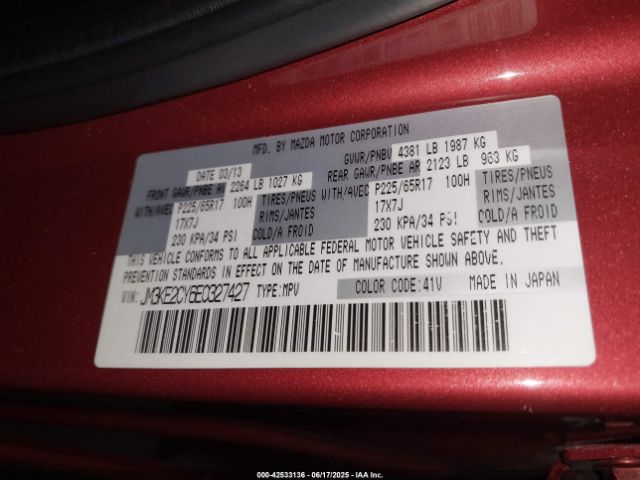 MFD. BY MAZDA MOTOR CORPORATION
DATE 03/13 GVWR/PNBV 4381 LB 1987 KG
FRONT GAWR/PNBE AV 2264 LB 1027 KG REAR GAWR/PNBE AR 2123 LB 963 KG
WITH/AVEC P225/65R17 100H TIRES/PNEUS WITH/AVEC P225/65R17 100H TIRES/PNEUS
17X7J RIMS/JANTES 17X7J RIMS/JANTES
230 KPA/34 PSI COLD/A FROID 230 KPA/34 PSI COLD/A FROID
THIS VEHICLE CONFORMS TO ALL APPLICABLE FEDERAL MOTOR VEHICLE SAFETY AND THEFT
PREVENTION STANDARDS IN EFFECT ON THE DATE OF MANUFACTURE SHOWN ABOVE.
VIN: JM3KE2CY6E0327427 TYPE:MPV COLOR CODE:41V MADE IN JAPAN
000-42533136 - 06/17/2025 - IAA Inc.